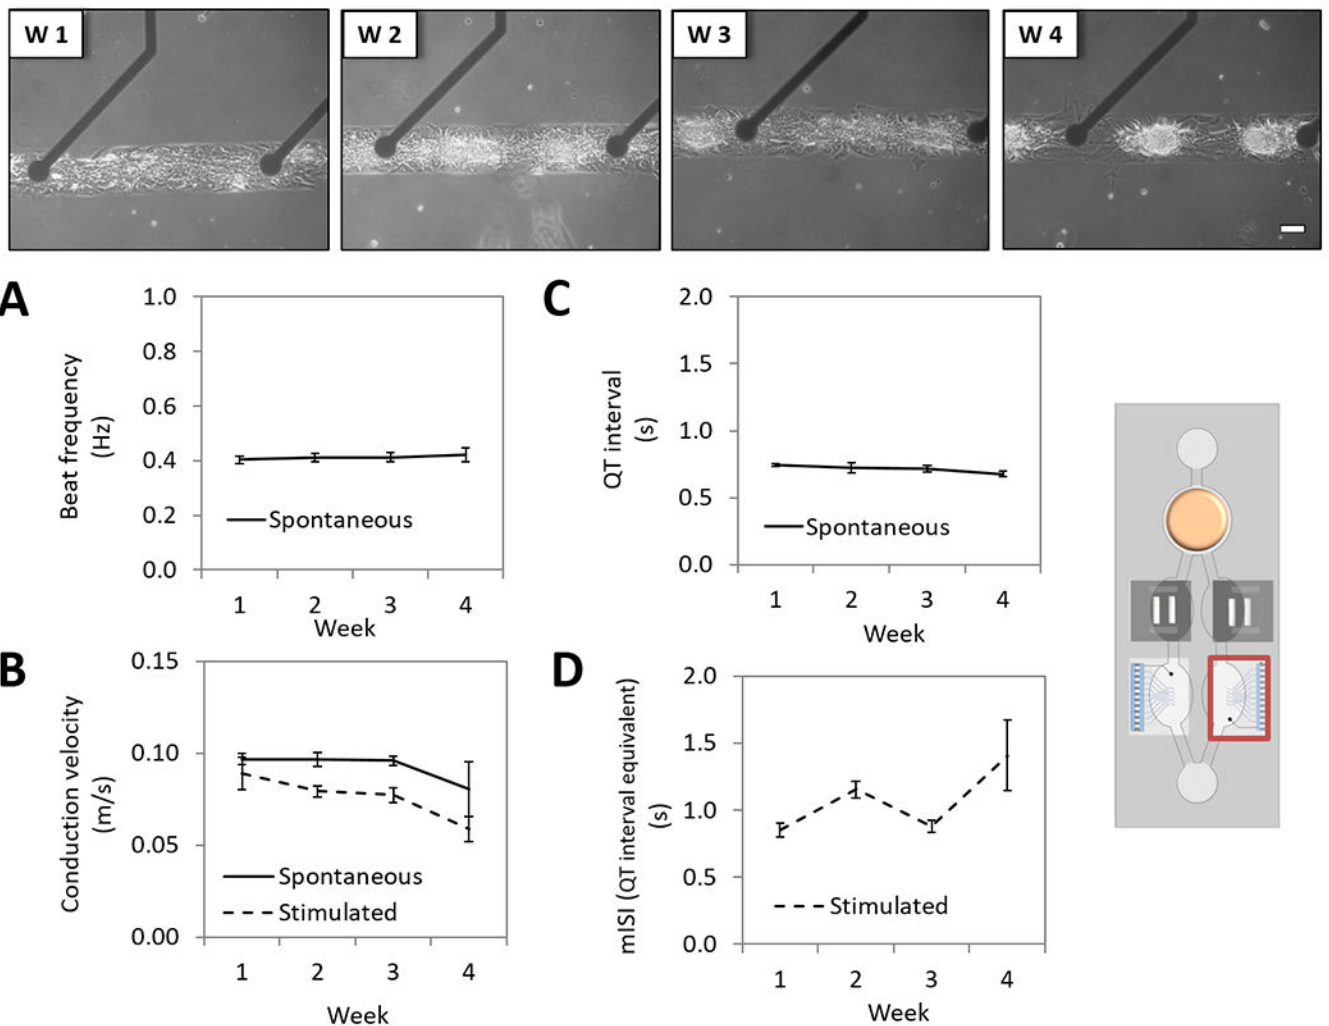 W 1
W 2
W 3
W 4
A
1.0
0.8
0.6
0.4
0.2
0.0
Beat frequency
(Hz)
Spontaneous
1 2 3 4
Week
C
2.0
1.5
1.0
0.5
0.0
QT interval
(s)
Spontaneous
1 2 3 4
Week
B
0.15
0.10
0.05
0.00
Conduction velocity
(m/s)
Spontaneous
Stimulated
1 2 3 4
Week
D
2.0
1.5
1.0
0.5
0.0
mISI (QT interval equivalent)
(s)
Stimulated
1 2 3 4
Week